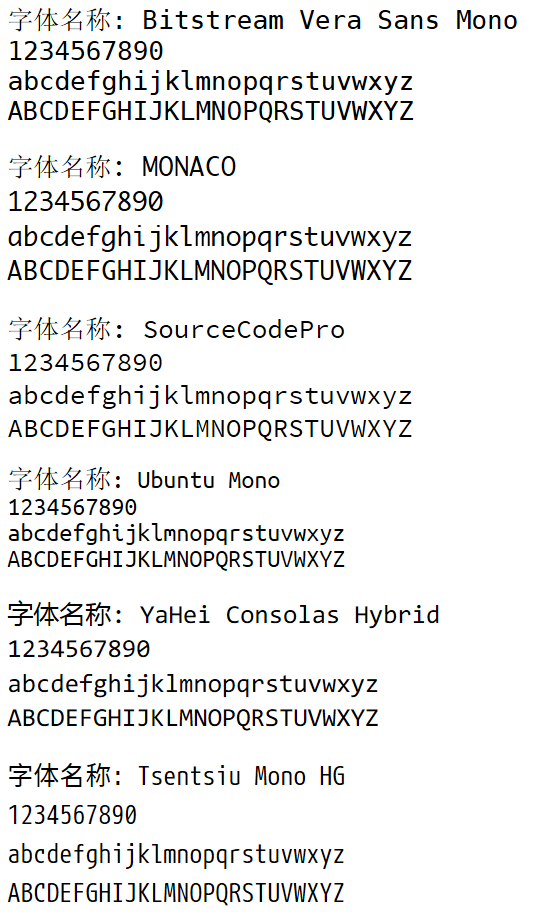 字体名称: Bitstream Vera Sans Mono
1234567890
abcdefghijklmnopqrstuvwxyz
ABCDEFGHIJKLMNOPQRSTUVWXYZ
字体名称: MONACO
1234567890
abcdefghijklmnopqrstuvwxyz
ABCDEFGHIJKLMNOPQRSTUVWXYZ
字体名称: SourceCodePro
1234567890
abcdefghijklmnopqrstuvwxyz
ABCDEFGHIJKLMNOPQRSTUVWXYZ
字体名称: Ubuntu Mono
1234567890
abcdefghijklmnopqrstuvwxyz
ABCDEFGHIJKLMNOPQRSTUVWXYZ
字体名称: YaHei Consolas Hybrid
1234567890
abcdefghijklmnopqrstuvwxyz
ABCDEFGHIJKLMNOPQRSTUVWXYZ
字体名称: Tsentsiu Mono HG
1234567890
abcdefghijklmnopqrstuvwxyz
ABCDEFGHIJKLMNOPQRSTUVWXYZ